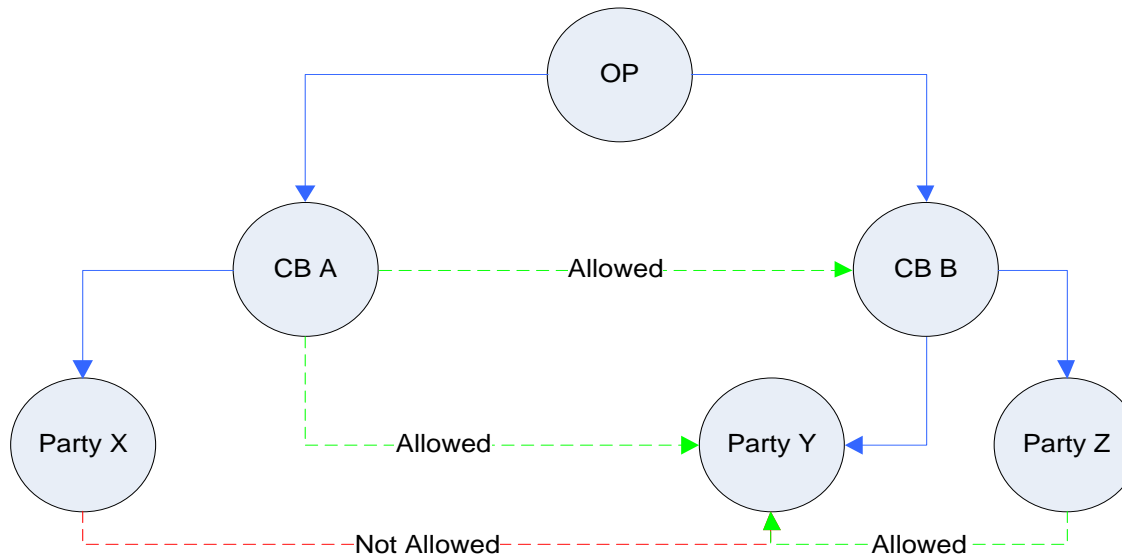 OP
CB A
Allowed
CB B
Party X
Allowed
Party Y
Party Z
Not Allowed
Allowed